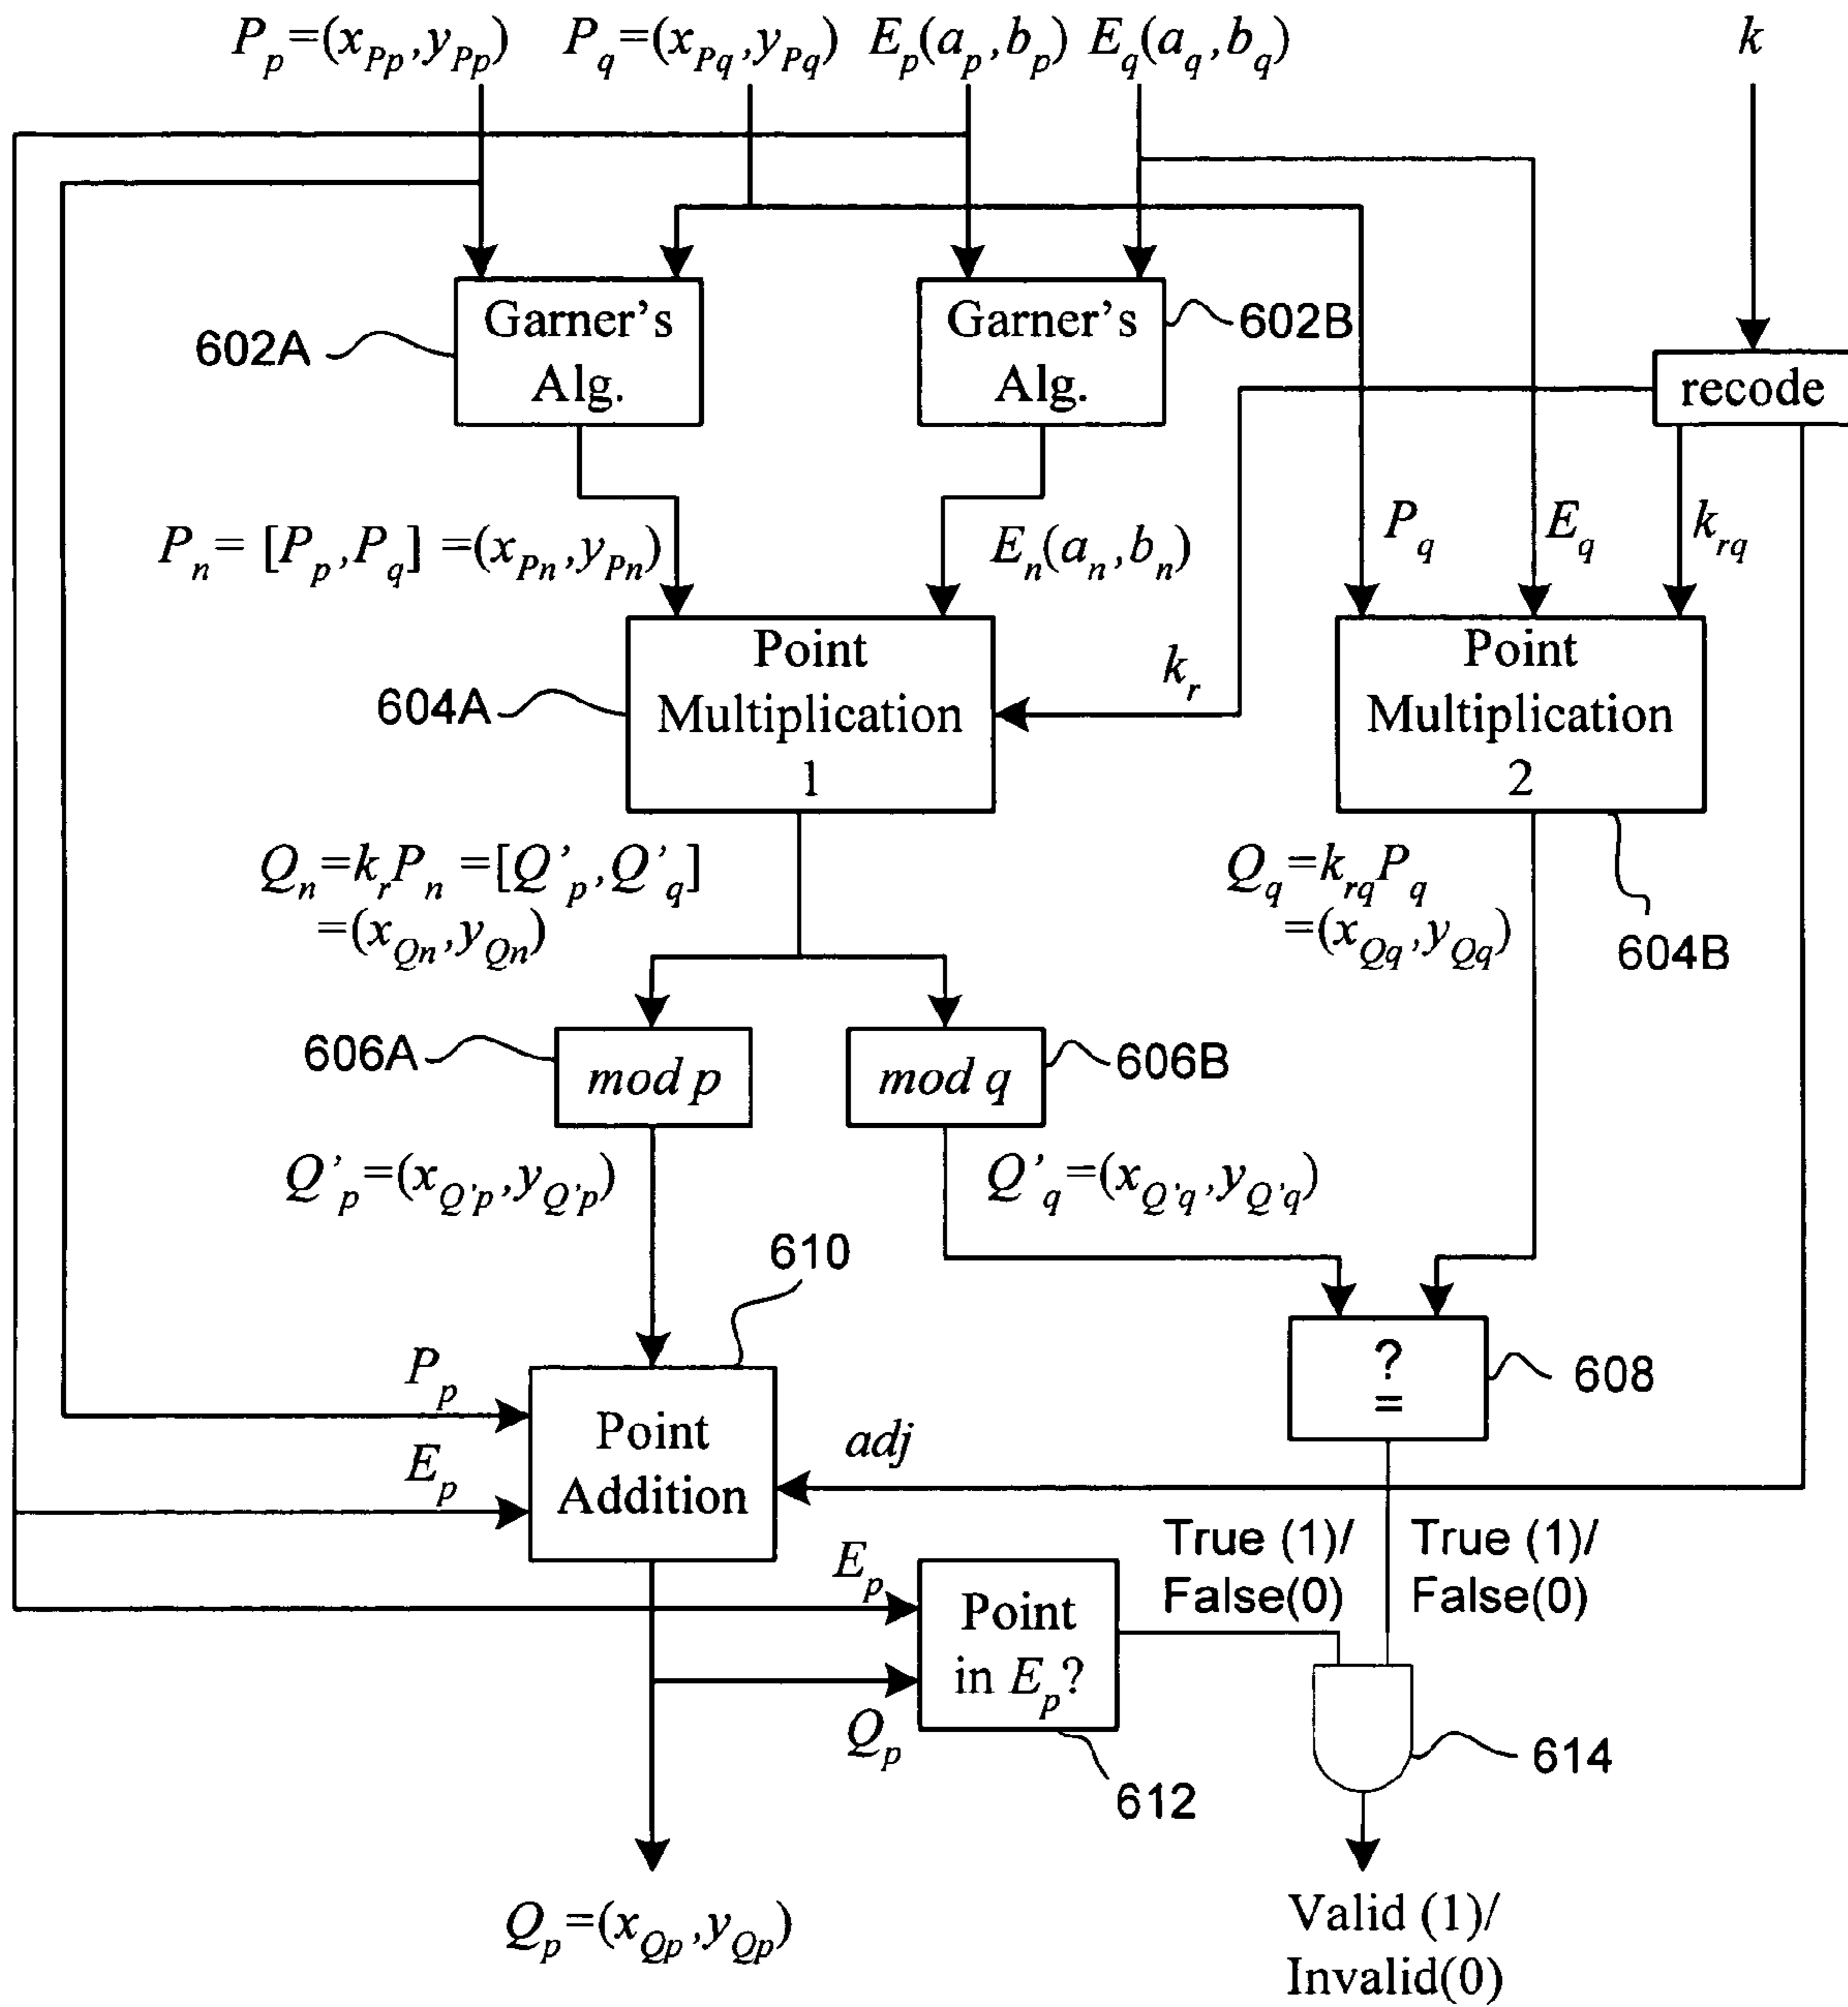 P_p=(x_Pp,y_Pp) P_q=(x_Pq,y_Pq) E_p(a_p,b_p) E_q(a_q,b_q) k
602A
Garner's
Alg.
Garner's
Alg.
602B
recode
P_n = [P_p,P_q] =(x_Pn,y_Pn)
E_n(a_n,b_n)
P_q
E_q
k_rq
604A
Point
Multiplication
1
k_r
Point
Multiplication
2
Q_n=k_rP_n =[Q'_p,Q'_q]
=(x_Qn,y_Qn)
Q_q=k_rqP_q
=(x_Qq,y_Qq)
604B
606A
mod p
mod q
606B
Q'_p=(x_Q'p,y_Q'p)
Q'_q=(x_Q'q,y_Q'q)
610
?
=
608
P_p
E_p
Point
Addition
adj
True (1)/
False(0)
True (1)/
False(0)
E_p
Q_p
Point
in E_p?
612
614
Q_p=(x_Qp,y_Qp)
Valid (1)/
Invalid(0)